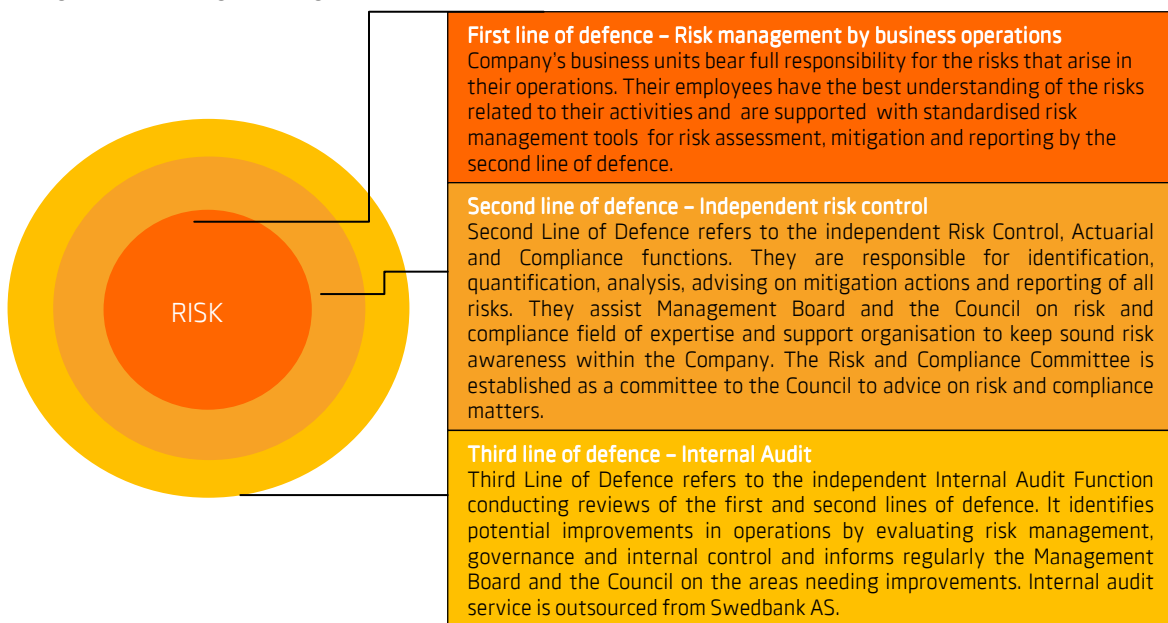 First line of defence – Risk management by business operations
Company's business units bear full responsibility for the risks that arise in
their operations. Their employees have the best understanding of the risks
related to their activities and are supported with standardised risk
management tools for risk assessment, mitigation and reporting by the
second line of defence.
Second line of defence – Independent risk control
Second Line of Defence refers to the independent Risk Control, Actuarial
and Compliance functions. They are responsible for identification,
quantification, analysis, advising on mitigation actions and reporting of all
risks. They assist Management Board and the Council on risk and
compliance field of expertise and support organisation to keep sound risk
awareness within the Company. The Risk and Compliance Committee is
established as a committee to the Council to advice on risk and compliance
matters.
RISK
Third line of defence – Internal Audit
Third Line of Defence refers to the independent Internal Audit Function
conducting reviews of the first and second lines of defence. It identifies
potential improvements in operations by evaluating risk management,
governance and internal control and informs regularly the Management
Board and the Council on the areas needing improvements. Internal audit
service is outsourced from Swedbank AS.